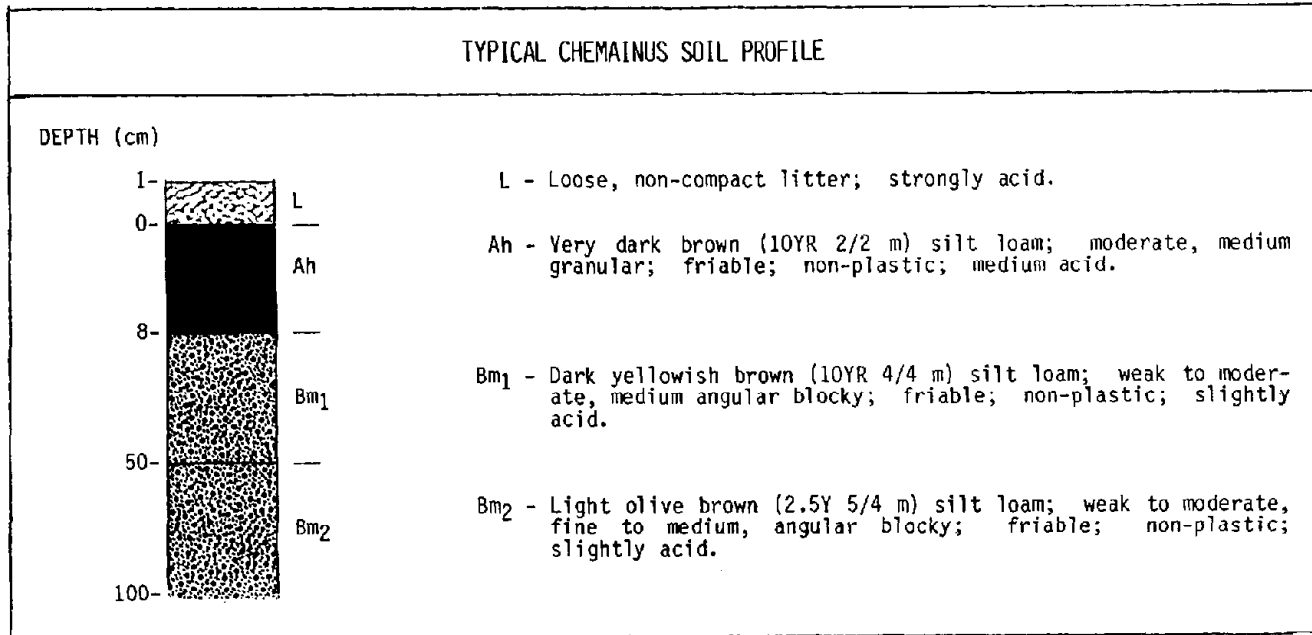 TYPICAL CHEMAINUS SOIL PROFILE
DEPTH (cm)
1-
0-
8-
50-
100-
L
Ah
Bm1
Bm2
L - Loose, non-compact litter; strongly acid.
Ah - Very dark brown (10YR 2/2 m) silt loam; moderate, medium
granular; friable; non-plastic; medium acid.
Bm1 - Dark yellowish brown (10YR 4/4 m) silt loam; weak to moder-
ate, medium angular blocky; friable; non-plastic; slightly
acid.
Bm2 - Light olive brown (2.5Y 5/4 m) silt loam; weak to moderate,
fine to medium, angular blocky; friable; non-plastic;
slightly acid.